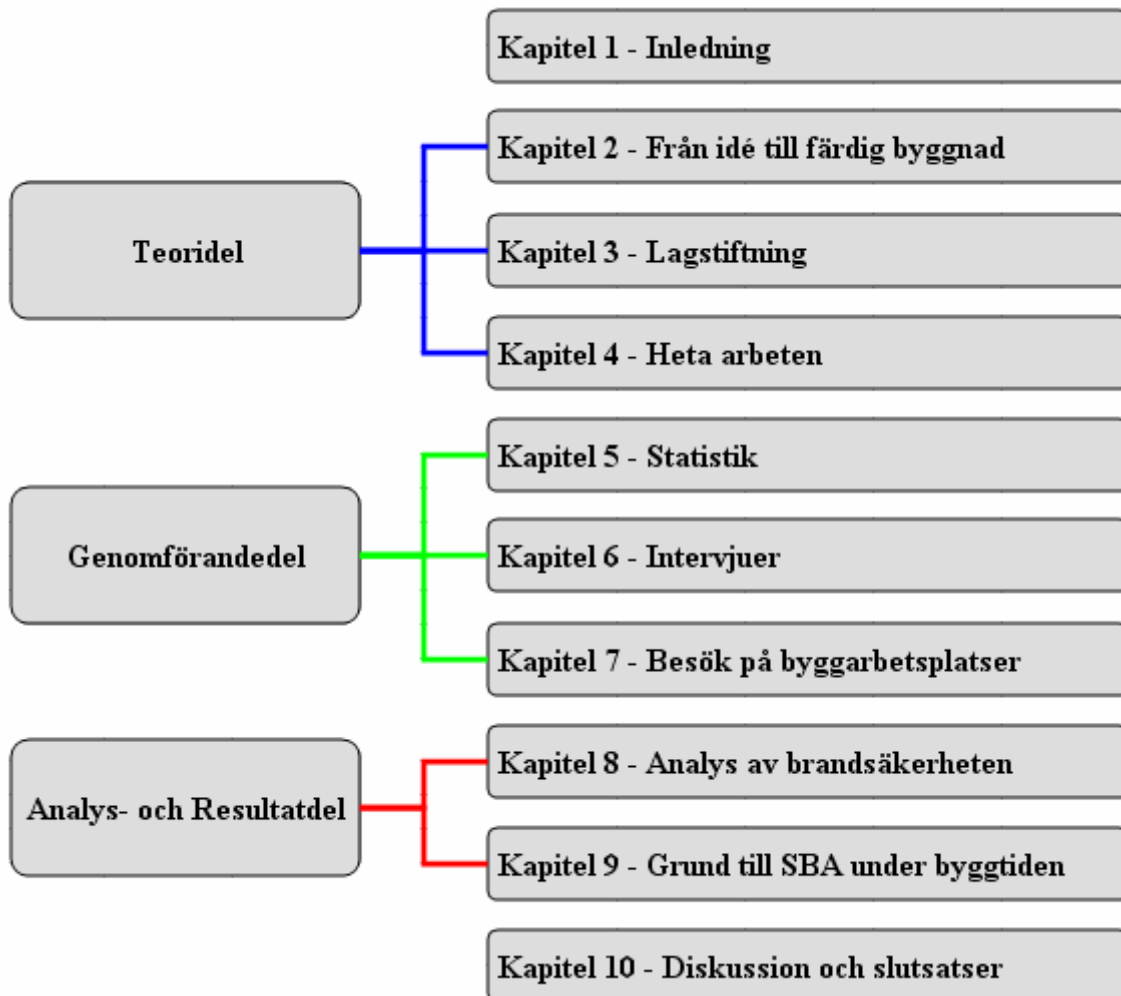 Kapitel 1 - Inledning
Teoridel
Kapitel 2 - Från idé till färdig byggnad
Kapitel 3 - Lagstiftning
Kapitel 4 - Heta arbeten
Genomförandedel
Kapitel 5 - Statistik
Kapitel 6 - Intervjuer
Kapitel 7 - Besök på byggarbetsplatser
Analys- och Resultatdel
Kapitel 8 - Analys av brandsäkerheten
Kapitel 9 - Grund till SBA under byggtiden
Kapitel 10 - Diskussion och slutsatser